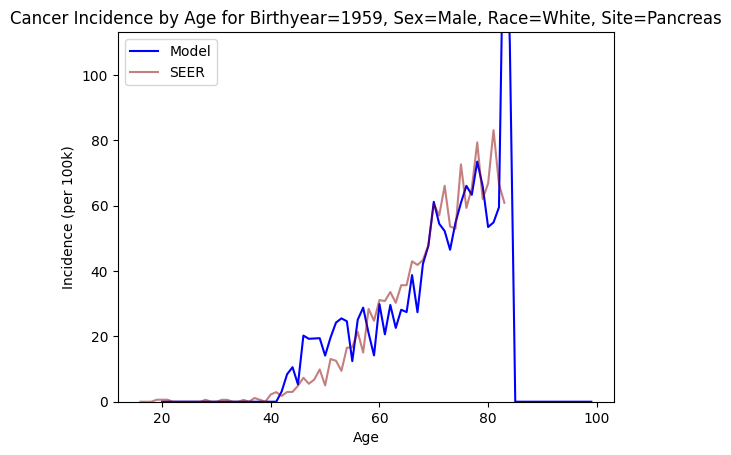 Cancer Incidence by Age for Birthyear=1959, Sex=Male, Race=White, Site=Pancreas
Model
SEER
100
80
60
40
20
0
Incidence (per 100k)
20 40 60 80 100
Age